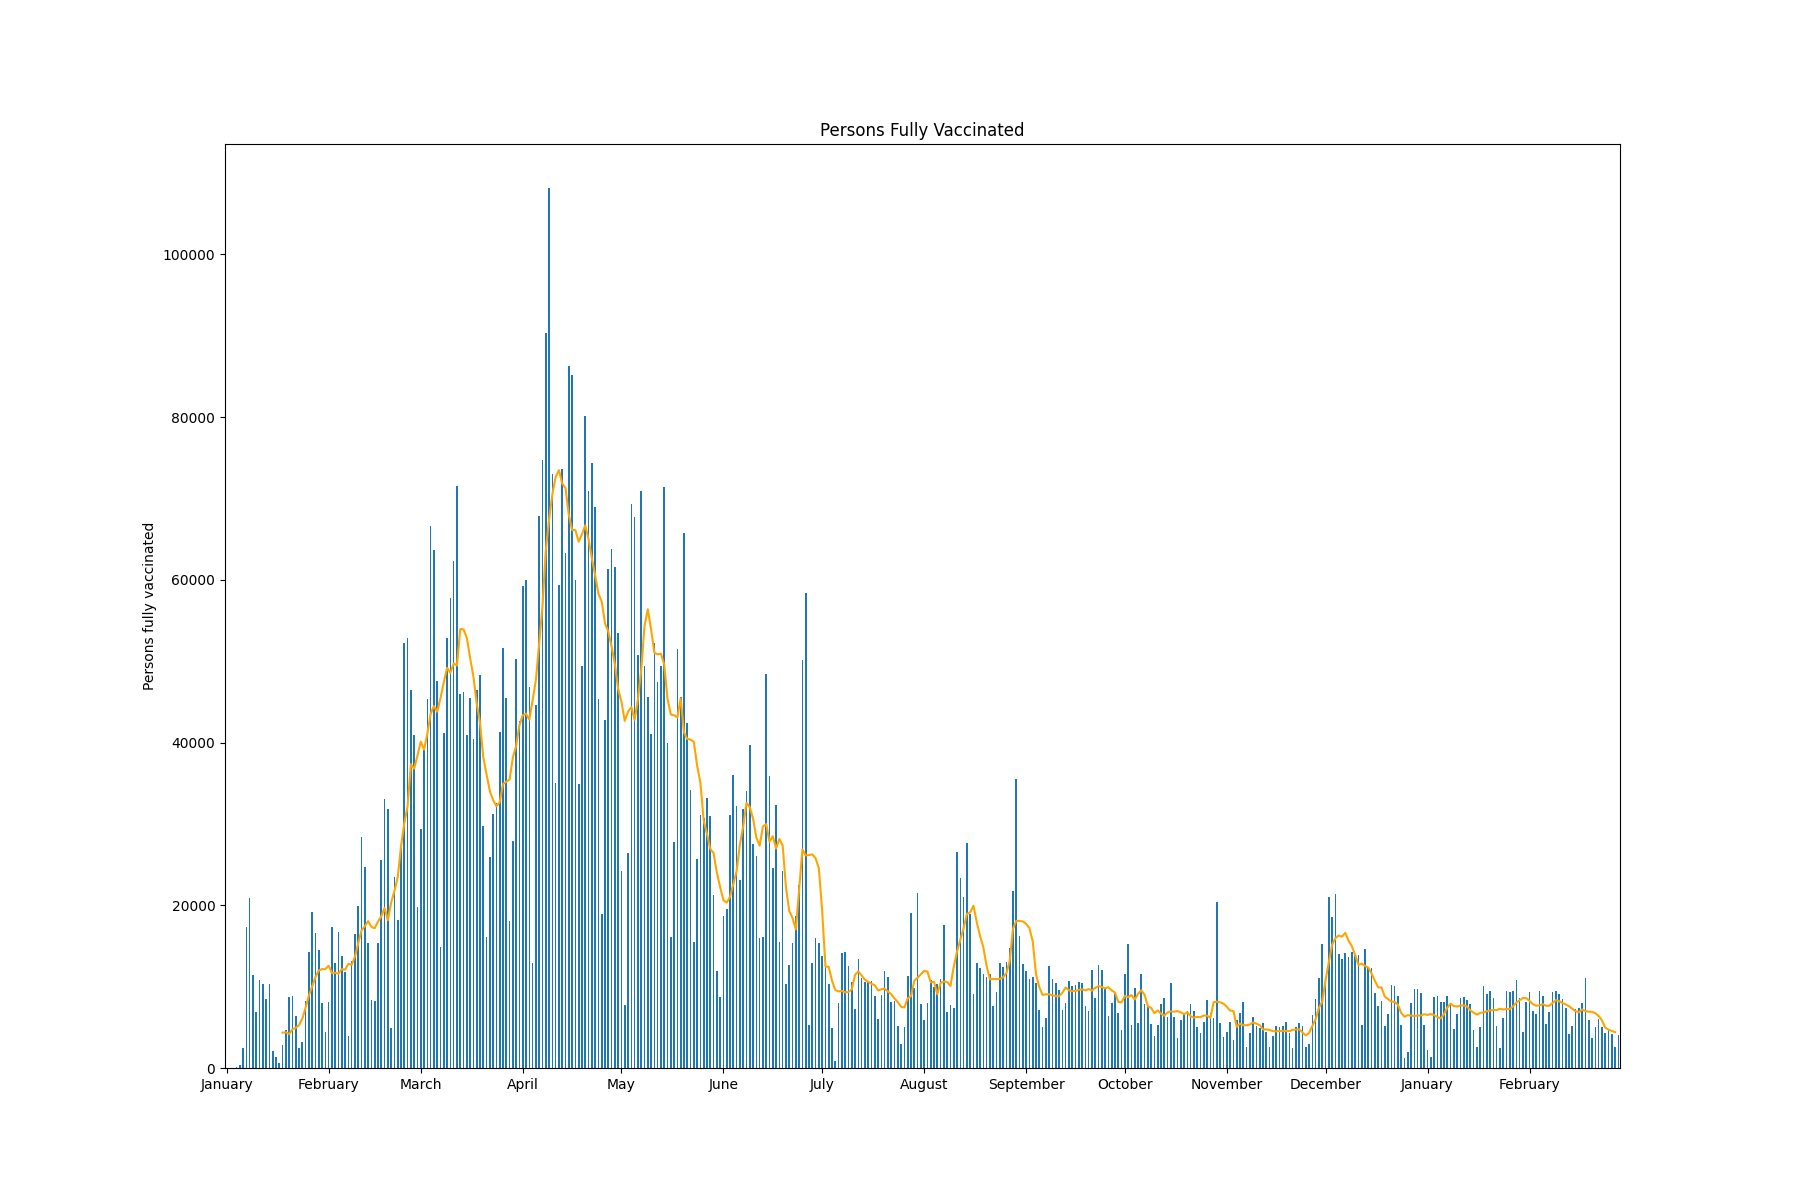 Persons Fully Vaccinated
Persons fully vaccinated
100000
80000
60000
40000
20000
0
January February March April May June July August September October November December January February